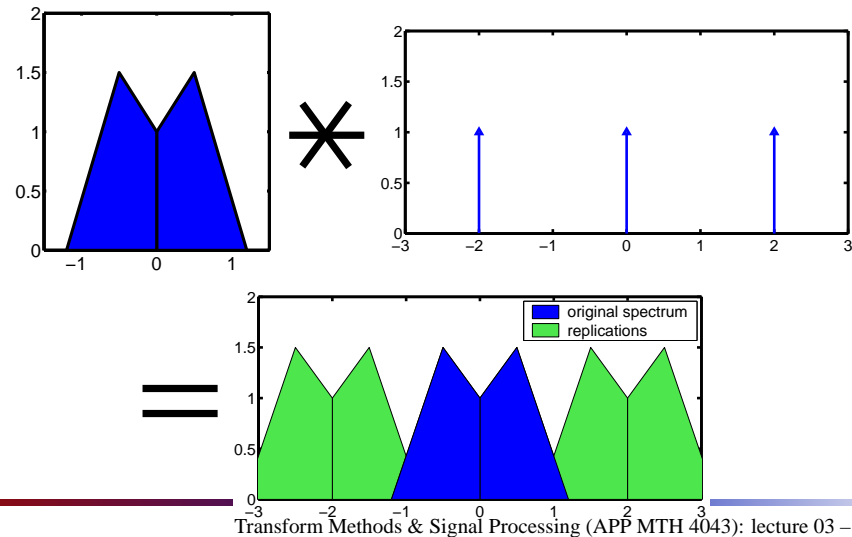 2
1.5
1
0.5
0
−1 0 1
2
1.5
1
0.5
0
−3 −2 −1 0 1 2 3
=
2
1.5
1
0.5
0
original spectrum
replications
−3 −2 −1 0 1 2 3
Transform Methods & Signal Processing (APP MTH 4043): lecture 03 –